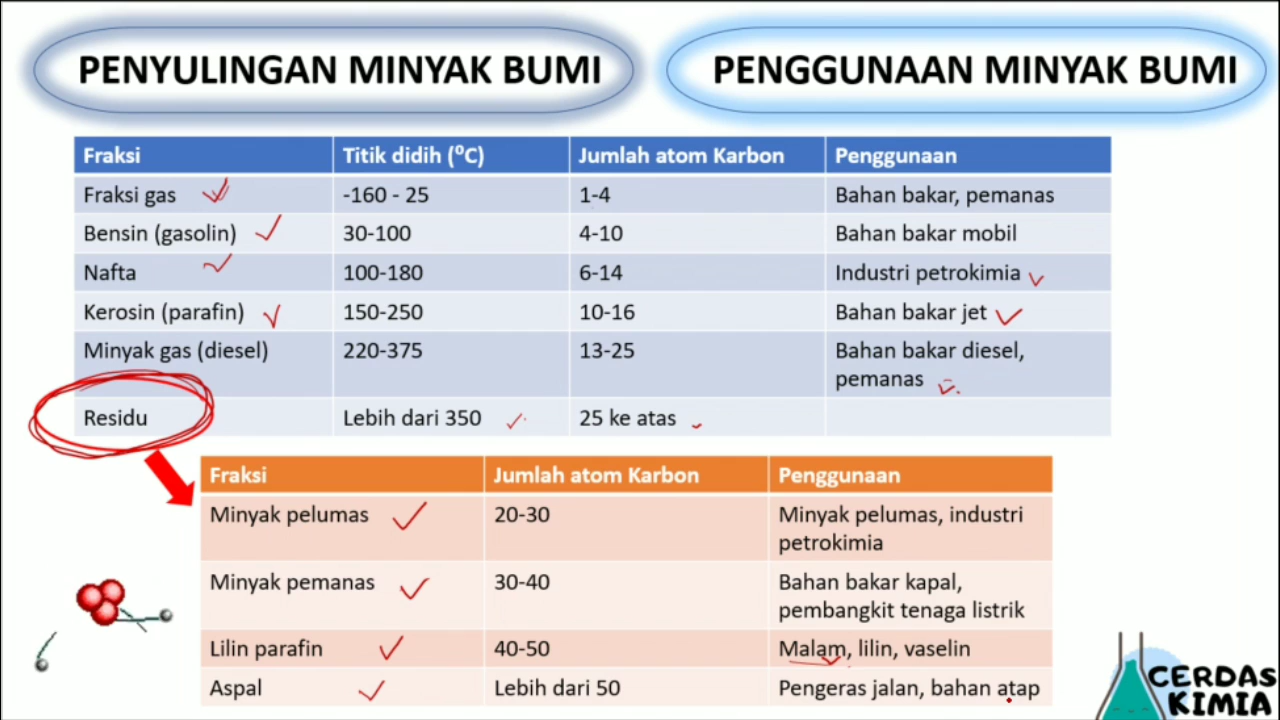 PENYULINGAN MINYAK BUMI
PENGGUNAAN MINYAK BUMI
Fraksi Titik didih (⁰C) Jumlah atom Karbon Penggunaan
Fraksi gas -160 - 25 1-4 Bahan bakar, pemanas
Bensin (gasolin) 30-100 4-10 Bahan bakar mobil
Nafta 100-180 6-14 Industri petrokimia
Kerosin (parafin) 150-250 10-16 Bahan bakar jet
Minyak gas (diesel) 220-375 13-25 Bahan bakar diesel,
pemanas
Residu Lebih dari 350 25 ke atas
Fraksi Jumlah atom Karbon Penggunaan
Minyak pelumas 20-30 Minyak pelumas, industri
petrokimia
Minyak pemanas 30-40 Bahan bakar kapal,
pembangkit tenaga listrik
Lilin parafin 40-50 Malam, lilin, vaselin
Aspal Lebih dari 50 Pengeras jalan, bahan atap
CERDAS
KIMIA